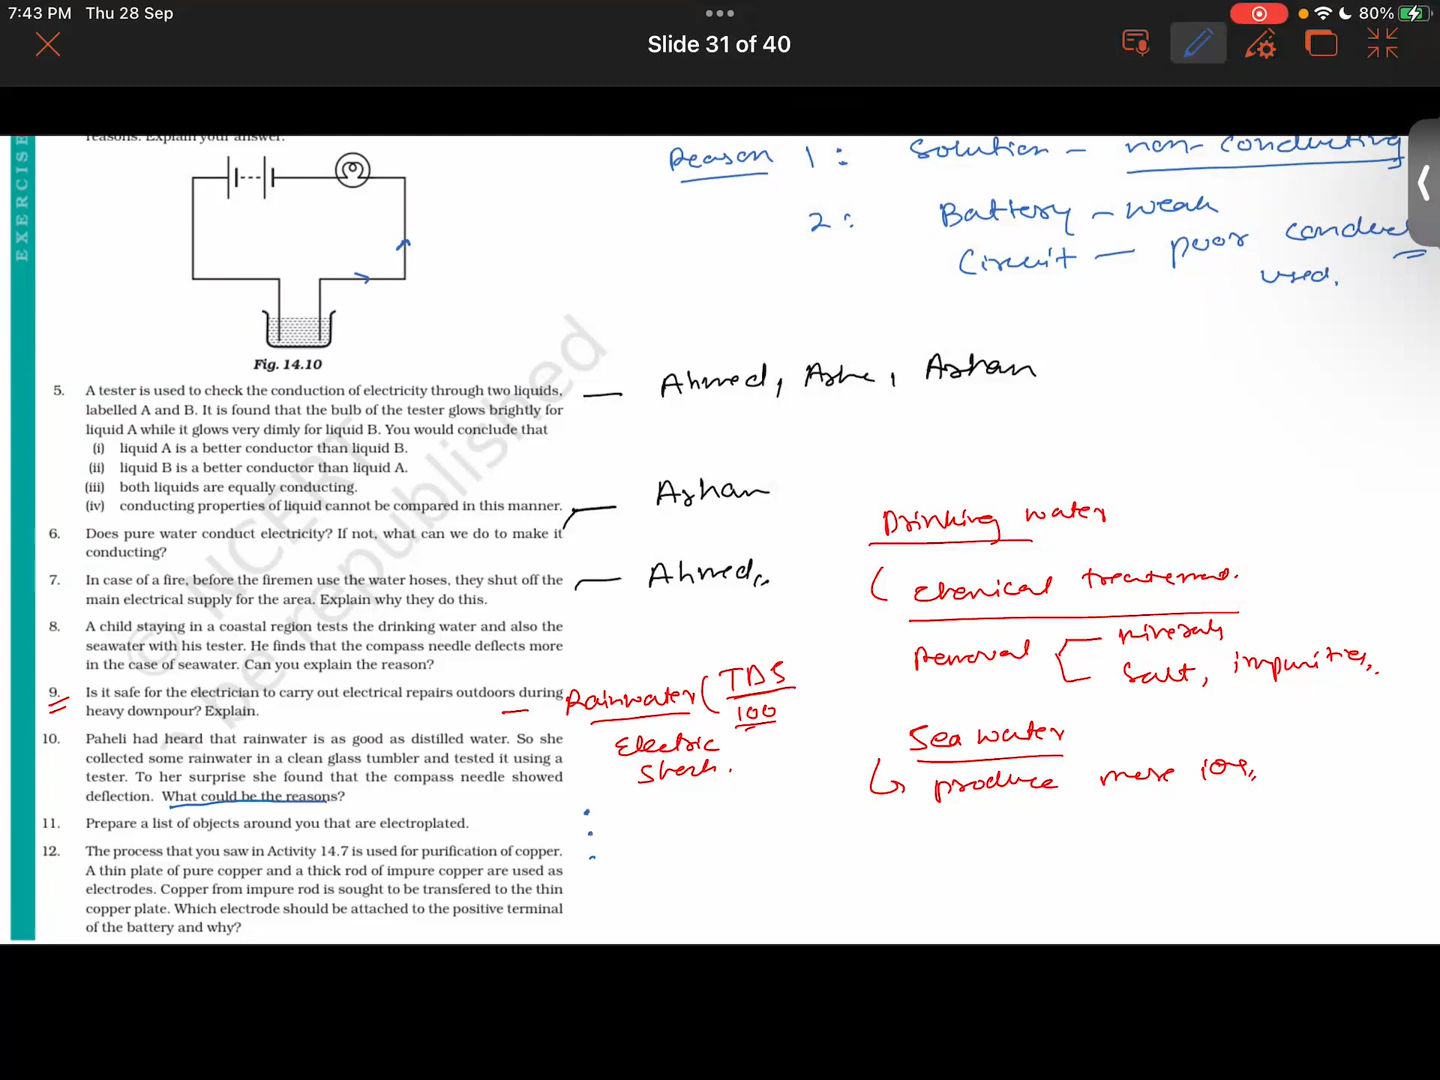 7:43 PM Thu 28 Sep
80%
Slide 31 of 40
EXERCISE
reasons. Explain your answer.
Reason 1: Solution - non-conducting
2: Battery - weak
Circuit - poor
used.
Fig. 14.10
5. A tester is used to check the conduction of electricity through two liquids,
labelled A and B. It is found that the bulb of the tester glows brightly for
liquid A while it glows very dimly for liquid B. You would conclude that
(i) liquid A is a better conductor than liquid B.
(ii) liquid B is a better conductor than liquid A.
(iii) both liquids are equally conducting.
(iv) conducting properties of liquid cannot be compared in this manner.
6. Does pure water conduct electricity? If not, what can we do to make it
conducting?
7. In case of a fire, before the firemen use the water hoses, they shut off the
main electrical supply for the area. Explain why they do this.
8. A child staying in a coastal region tests the drinking water and also the
seawater with his tester. He finds that the compass needle deflects more
in the case of seawater. Can you explain the reason?
9. Is it safe for the electrician to carry out electrical repairs outdoors during
heavy downpour? Explain.
10. Paheli had heard that rainwater is as good as distilled water. So she
collected some rainwater in a clean glass tumbler and tested it using a
tester. To her surprise she found that the compass needle showed
deflection. What could be the reasons?
11. Prepare a list of objects around you that are electroplated.
12. The process that you saw in Activity 14.7 is used for purification of copper.
A thin plate of pure copper and a thick rod of impure copper are used as
electrodes. Copper from impure rod is sought to be transfered to the thin
copper plate. Which electrode should be attached to the positive terminal
of the battery and why?
© NCERT
be republished
Ahmed, Ashe, Azhan
Azhan
Ahmed,
Drinking water
( chemical
Removal minerals
Salt, impurities.
Rainwater ( TDS
100
Electric
Sea water
produce more